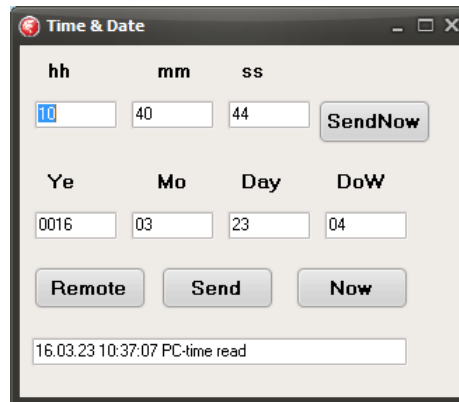 Time & Date
hh mm ss
10 40 44 SendNow
Ye Mo Day DoW
0016 03 23 04
Remote Send Now
16.03.23 10:37:07 PC-time read